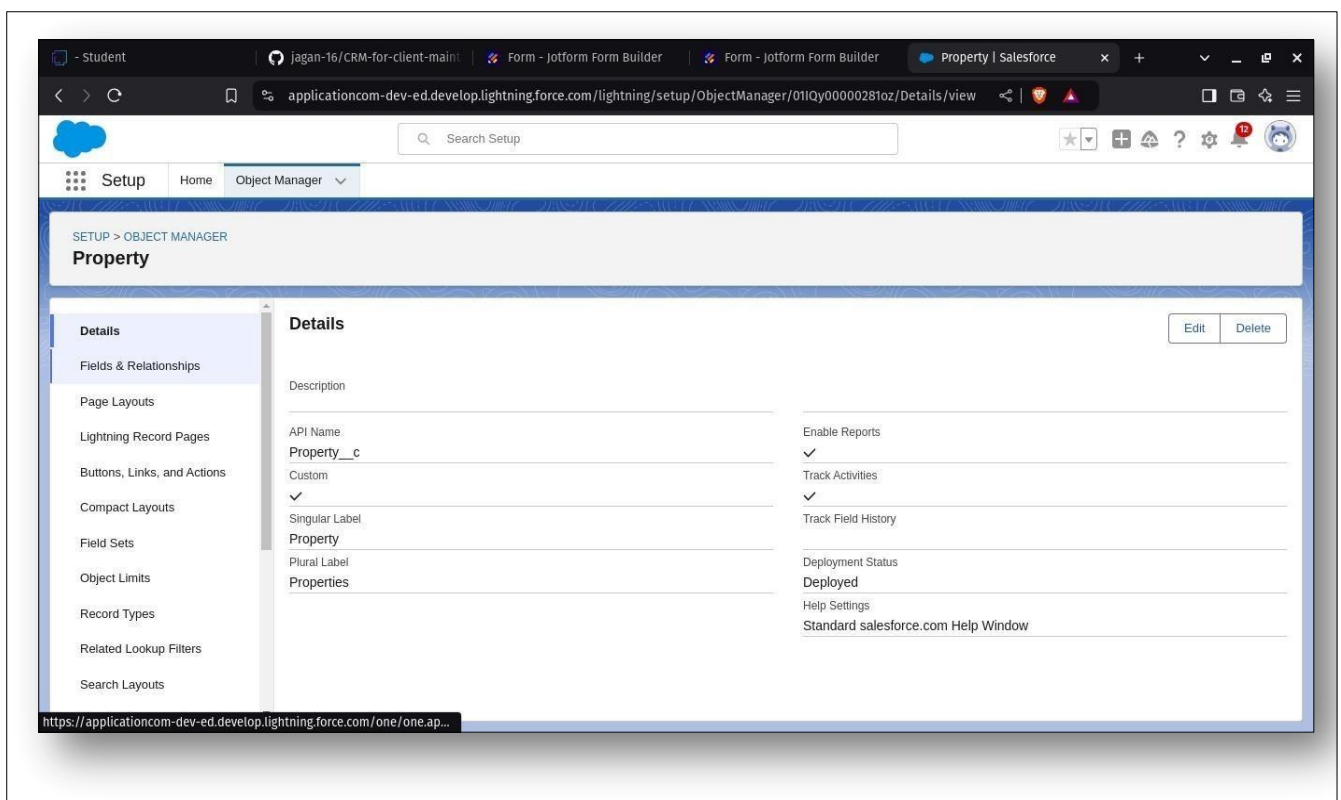 - Student
jagan-16/CRM-for-client-maint
Form - Jotform Form Builder
Form - Jotform Form Builder
Property | Salesforce
applicationcom-dev-ed.develop.lightning.force.com/lightning/setup/ObjectManager/01IQy00000281oz/Details/view
Search Setup
12
Setup
Home
Object Manager
SETUP > OBJECT MANAGER
Property
Details
Fields & Relationships
Page Layouts
Lightning Record Pages
Buttons, Links, and Actions
Compact Layouts
Field Sets
Object Limits
Record Types
Related Lookup Filters
Search Layouts
Details
Edit
Delete
Description
API Name
Property__c
Custom
Singular Label
Property
Plural Label
Properties
Enable Reports
Track Activities
Track Field History
Deployment Status
Deployed
Help Settings
Standard salesforce.com Help Window
https://applicationcom-dev-ed.develop.lightning.force.com/one/one.ap...